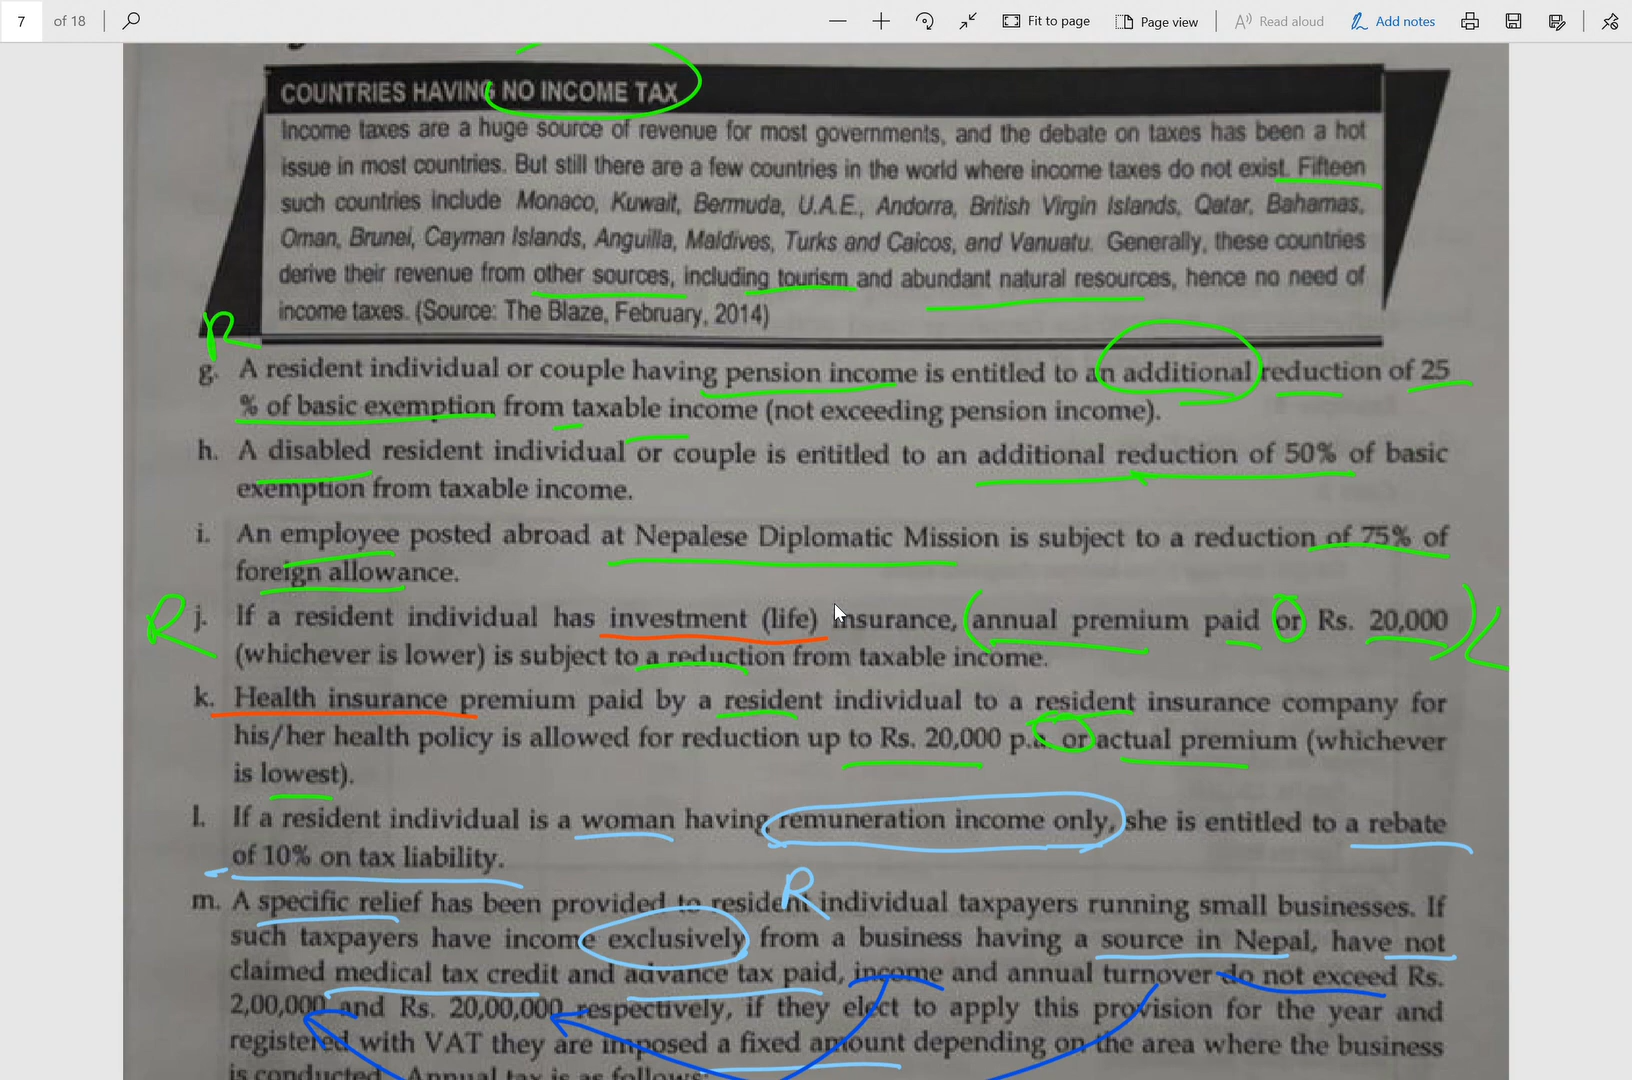 7 of 18 Fit to page Page view Read aloud Add notes
COUNTRIES HAVING NO INCOME TAX
Income taxes are a huge source of revenue for most governments, and the debate on taxes has been a hot
issue in most countries. But still there are a few countries in the world where income taxes do not exist. Fifteen
such countries include Monaco, Kuwait, Bermuda, U.A.E., Andorra, British Virgin Islands, Qatar, Bahamas,
Oman, Brunei, Cayman Islands, Anguilla, Maldives, Turks and Caicos, and Vanuatu. Generally, these countries
derive their revenue from other sources, including tourism and abundant natural resources, hence no need of
income taxes. (Source: The Blaze, February, 2014)
R
g. A resident individual or couple having pension income is entitled to an additional reduction of 25
% of basic exemption from taxable income (not exceeding pension income).
h. A disabled resident individual or couple is entitled to an additional reduction of 50% of basic
exemption from taxable income.
i. An employee posted abroad at Nepalese Diplomatic Mission is subject to a reduction of 75% of
foreign allowance.
R j. If a resident individual has investment (life) insurance, annual premium paid or Rs. 20,000 L
(whichever is lower) is subject to a reduction from taxable income.
k. Health insurance premium paid by a resident individual to a resident insurance company for
his/her health policy is allowed for reduction up to Rs. 20,000 p.a. or actual premium (whichever
is lowest).
l. If a resident individual is a woman having remuneration income only, she is entitled to a rebate
of 10% on tax liability.
R
m. A specific relief has been provided to resident individual taxpayers running small businesses. If
such taxpayers have income exclusively from a business having a source in Nepal, have not
claimed medical tax credit and advance tax paid, income and annual turnover do not exceed Rs.
2,00,000 and Rs. 20,00,000 respectively, if they elect to apply this provision for the year and
registered with VAT they are imposed a fixed amount depending on the area where the business
is conducted. Annual tax is as follows: